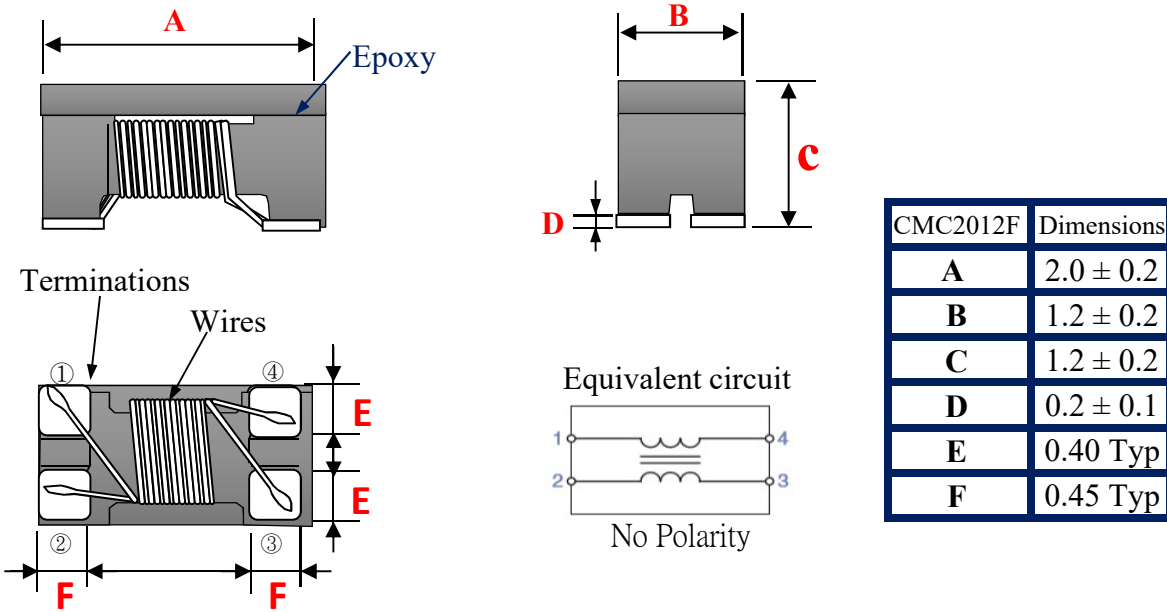 A
Epoxy
B
C
D
Terminations
Wires
①
④
E
E
②
③
F
F
Equivalent circuit
1
4
2
3
No Polarity
CMC2012F Dimensions
A 2.0 ± 0.2
B 1.2 ± 0.2
C 1.2 ± 0.2
D 0.2 ± 0.1
E 0.40 Typ
F 0.45 Typ